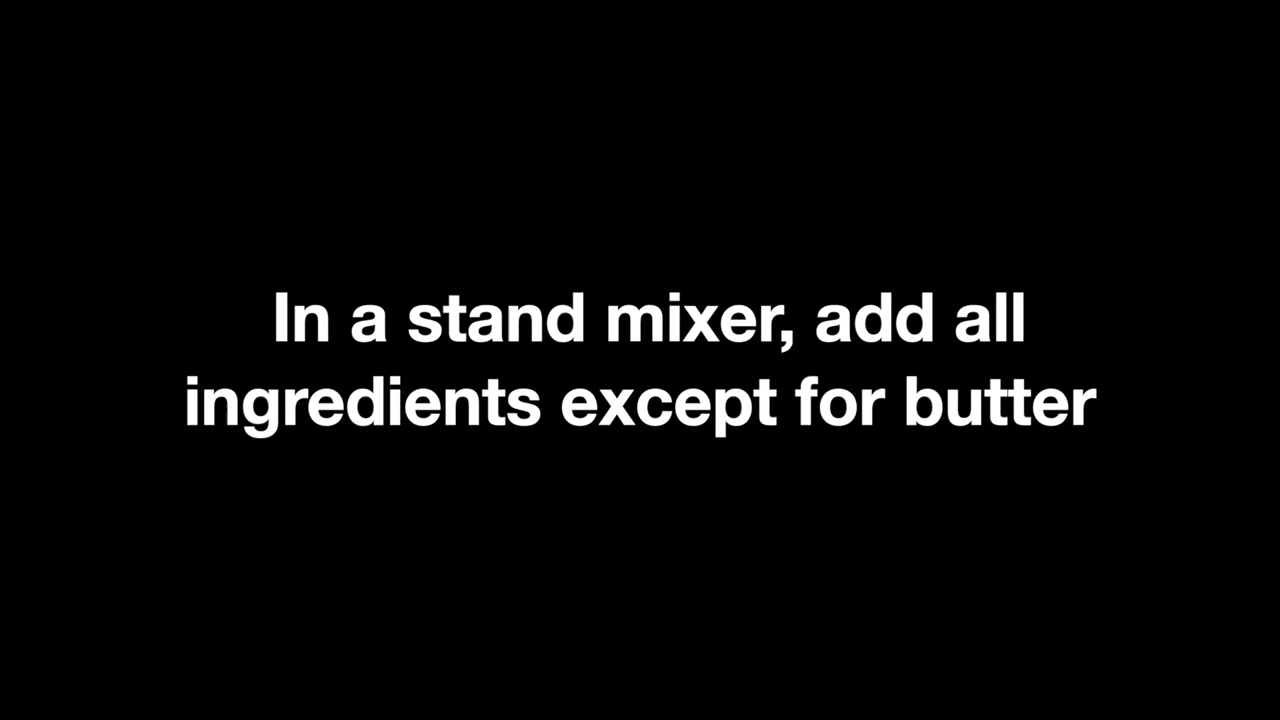 In a stand mixer, add all
ingredients except for butter